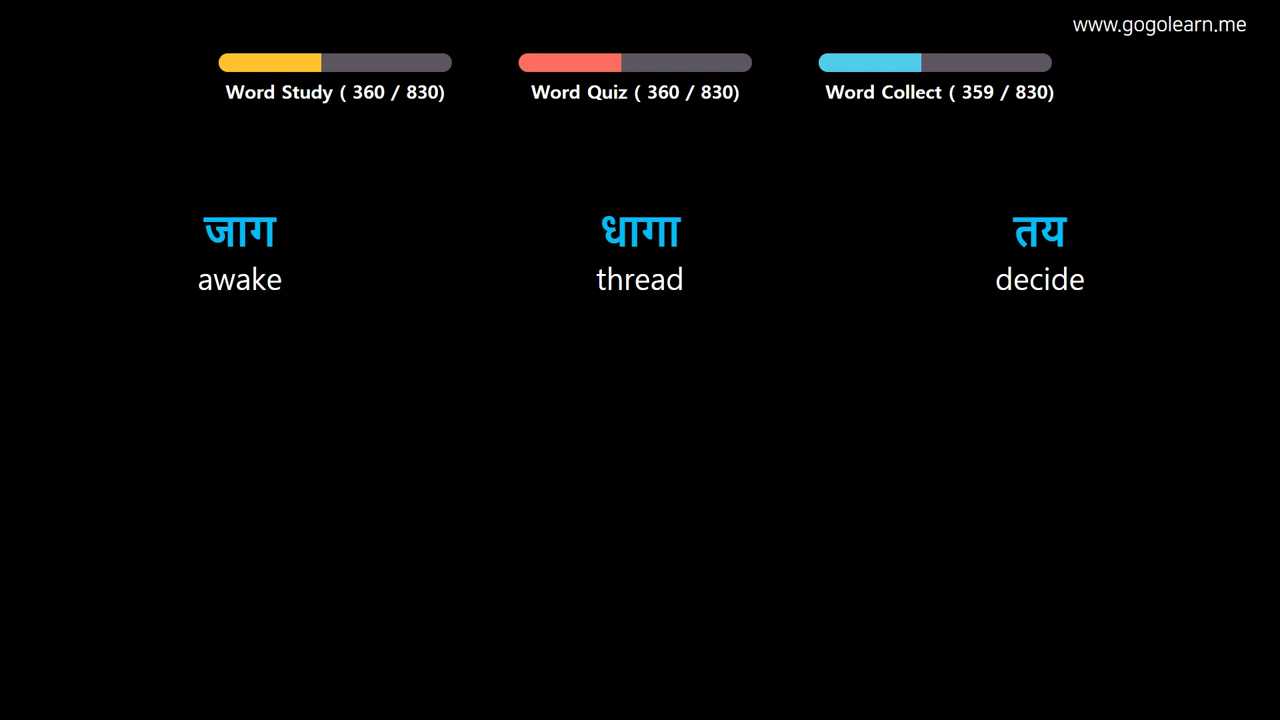 www.gogolearn.me
Word Study ( 360 / 830)
Word Quiz ( 360 / 830)
Word Collect ( 359 / 830)
जाग
धागा
तय
awake
thread
decide